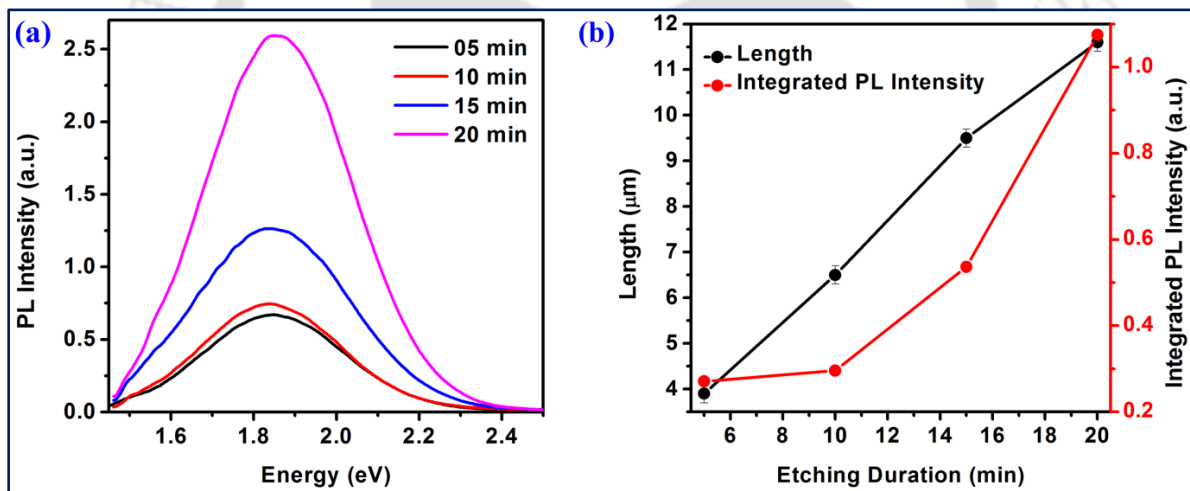 (a)
05 min
10 min
15 min
20 min
2.5
2.0
1.5
1.0
0.5
0.0
PL Intensity (a.u.)
1.6 1.8 2.0 2.2 2.4
Energy (eV)
(b)
Length
Integrated PL Intensity
12
11
10
9
8
7
6
5
4
Length (μm)
1.0
0.8
0.6
0.4
0.2
Integrated PL Intensity (a.u.)
6 8 10 12 14 16 18 20
Etching Duration (min)